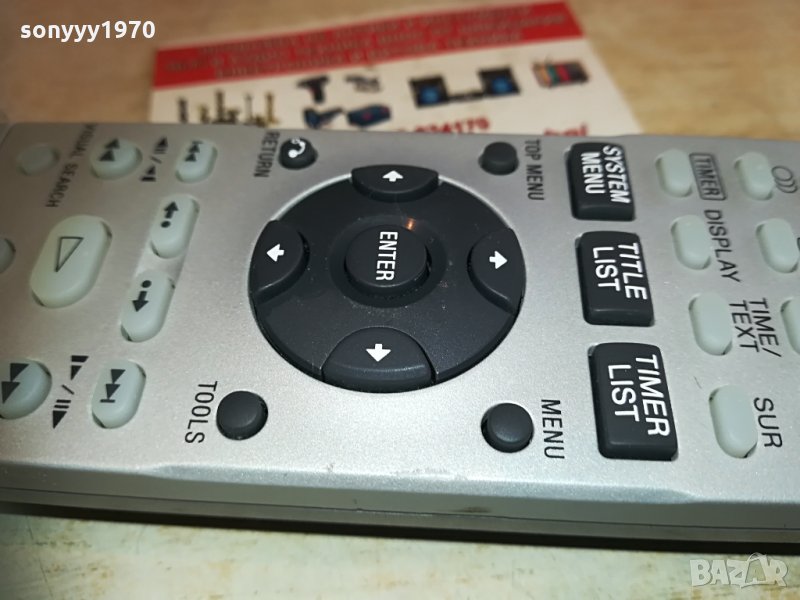 sonyyy1970
VISUAL SEARCH
RETURN
TOP MENU
SYSTEM
MENU
TIMER
DISPLAY
ENTER
TITLE
LIST
TIME/
TEXT
TIMER
LIST
SUR
TOOLS
MENU
BAZAR